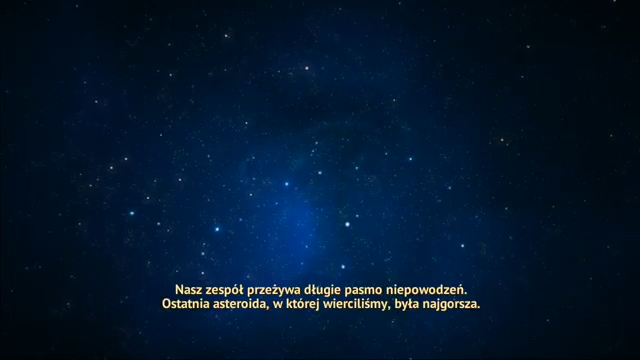 Nasz zespół przeżywa długie pasmo niepowodzeń.
Ostatnia asteroida, w której wierciliśmy, była najgorsza.